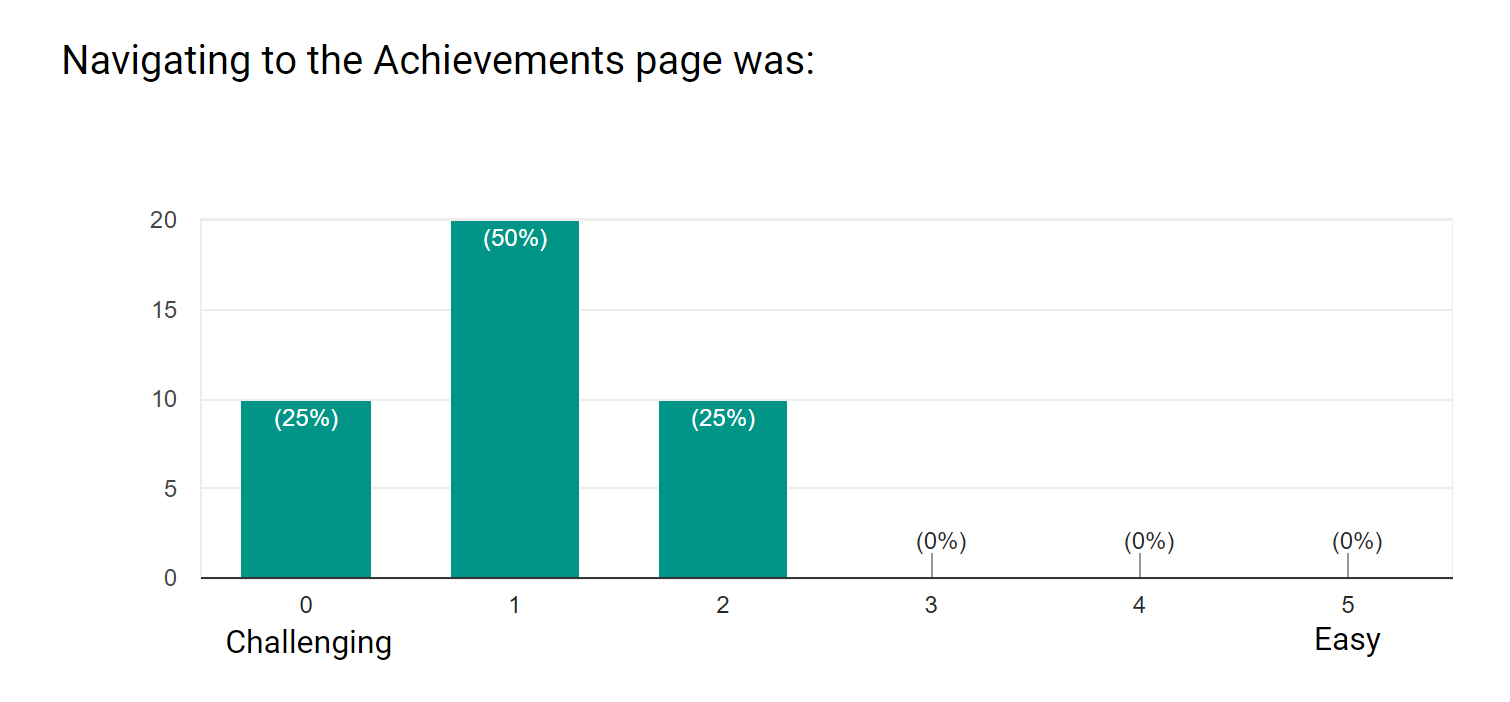 Navigating to the Achievements page was:
20
(50%)
15
10
(25%) (25%)
5
(0%) (0%) (0%)
0
0 1 2 3 4 5
Challenging Easy